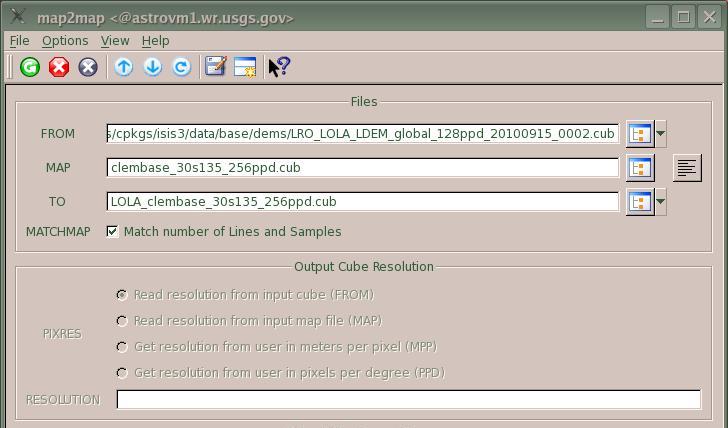 map2map <@astrovm1.wr.usgs.gov>
File Options View Help
Files
FROM s/cpkgs/isis3/data/base/dems/LRO_LOLA_LDEM_global_128ppd_20100915_0002.cub
MAP clembase_30s135_256ppd.cub
TO LOLA_clembase_30s135_256ppd.cub
MATCHMAP Match number of Lines and Samples
Output Cube Resolution
Read resolution from input cube (FROM)
Read resolution from input map file (MAP)
PIXRES
Get resolution from user in meters per pixel (MPP)
Get resolution from user in pixels per degree (PPD)
RESOLUTION